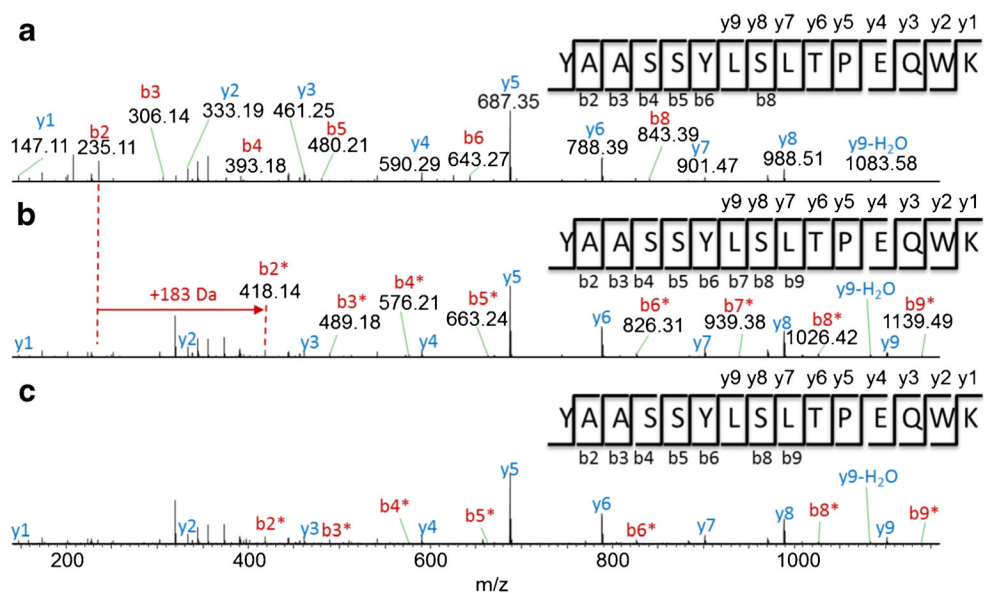 a
y9 y8 y7 y6 y5 y4 y3 y2 y1
YAASSYLSLTPEQWK
b2 b3 b4 b5 b6 b8
y1
147.11
b2
235.11
b3
306.14
y2
333.19
b4
393.18
y3
461.25
b5
480.21
y4
590.29
b6
643.27
y5
687.35
y6
788.39
b8
843.39
y7
901.47
y8
988.51
y9-H₂O
1083.58
b
y9 y8 y7 y6 y5 y4 y3 y2 y1
YAASSYLSLTPEQWK
b2 b3 b4 b5 b6 b7 b8 b9
+183 Da
y1
y2
b2*
418.14
y3
b3*
489.18
b4*
576.21
y4
b5*
663.24
y5
y6
b6*
826.31
y7
b7*
939.38
y8
b8*
1026.42
y9-H₂O
y9
b9*
1139.49
c
y9 y8 y7 y6 y5 y4 y3 y2 y1
YAASSYLSLTPEQWK
b2 b3 b4 b5 b6 b8 b9
y1
y2
b2*
y3
b3*
b4*
y4
b5*
y5
y6
b6*
y7
y8
b8*
y9-H₂O
y9
b9*
200 400 600 800 1000
m/z